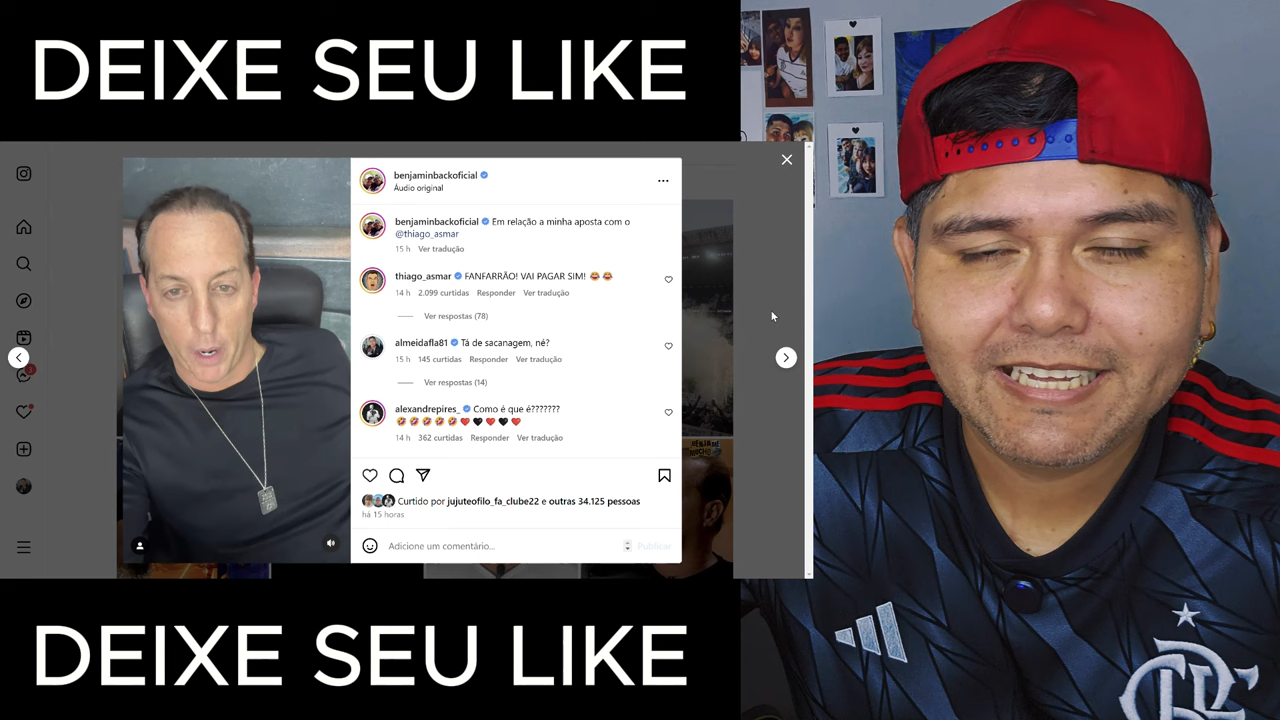 DEIXE SEU LIKE
benjaminbackoficial
Áudio original
benjaminbackoficial Em relação a minha aposta com o
@thiago_asmar
15 h Ver tradução
thiago_asmar FANFARRÃO! VAI PAGAR SIM! 😂😂
14 h 2.099 curtidas Responder Ver tradução
Ver respostas (78)
almeidafla81 Tá de sacanagem, né?
15 h 145 curtidas Responder Ver tradução
Ver respostas (14)
alexandrepires_ Como é que é???????
🤣🤣🤣🤣🤣❤️🖤❤️🖤❤️
14 h 362 curtidas Responder Ver tradução
Curtido por jujuteofilo_fa_clube22 e outras 34.125 pessoas
há 15 horas
Adicione um comentário...
Publicar
DEIXE SEU LIKE